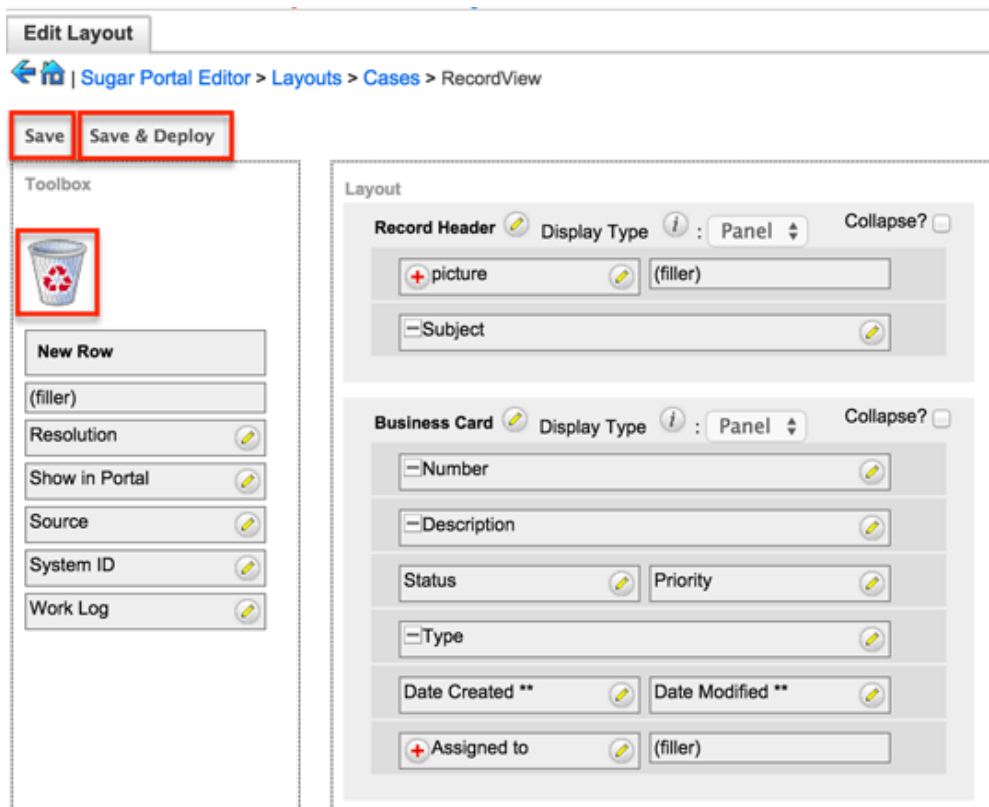 Edit Layout
| Sugar Portal Editor > Layouts > Cases > RecordView
Save
Save & Deploy
Toolbox
New Row
(filler)
Resolution
Show in Portal
Source
System ID
Work Log
Layout
Record Header Display Type i : Panel Collapse?
picture (filler)
Subject
Business Card Display Type i : Panel Collapse?
Number
Description
Status Priority
Type
Date Created ** Date Modified **
Assigned to (filler)